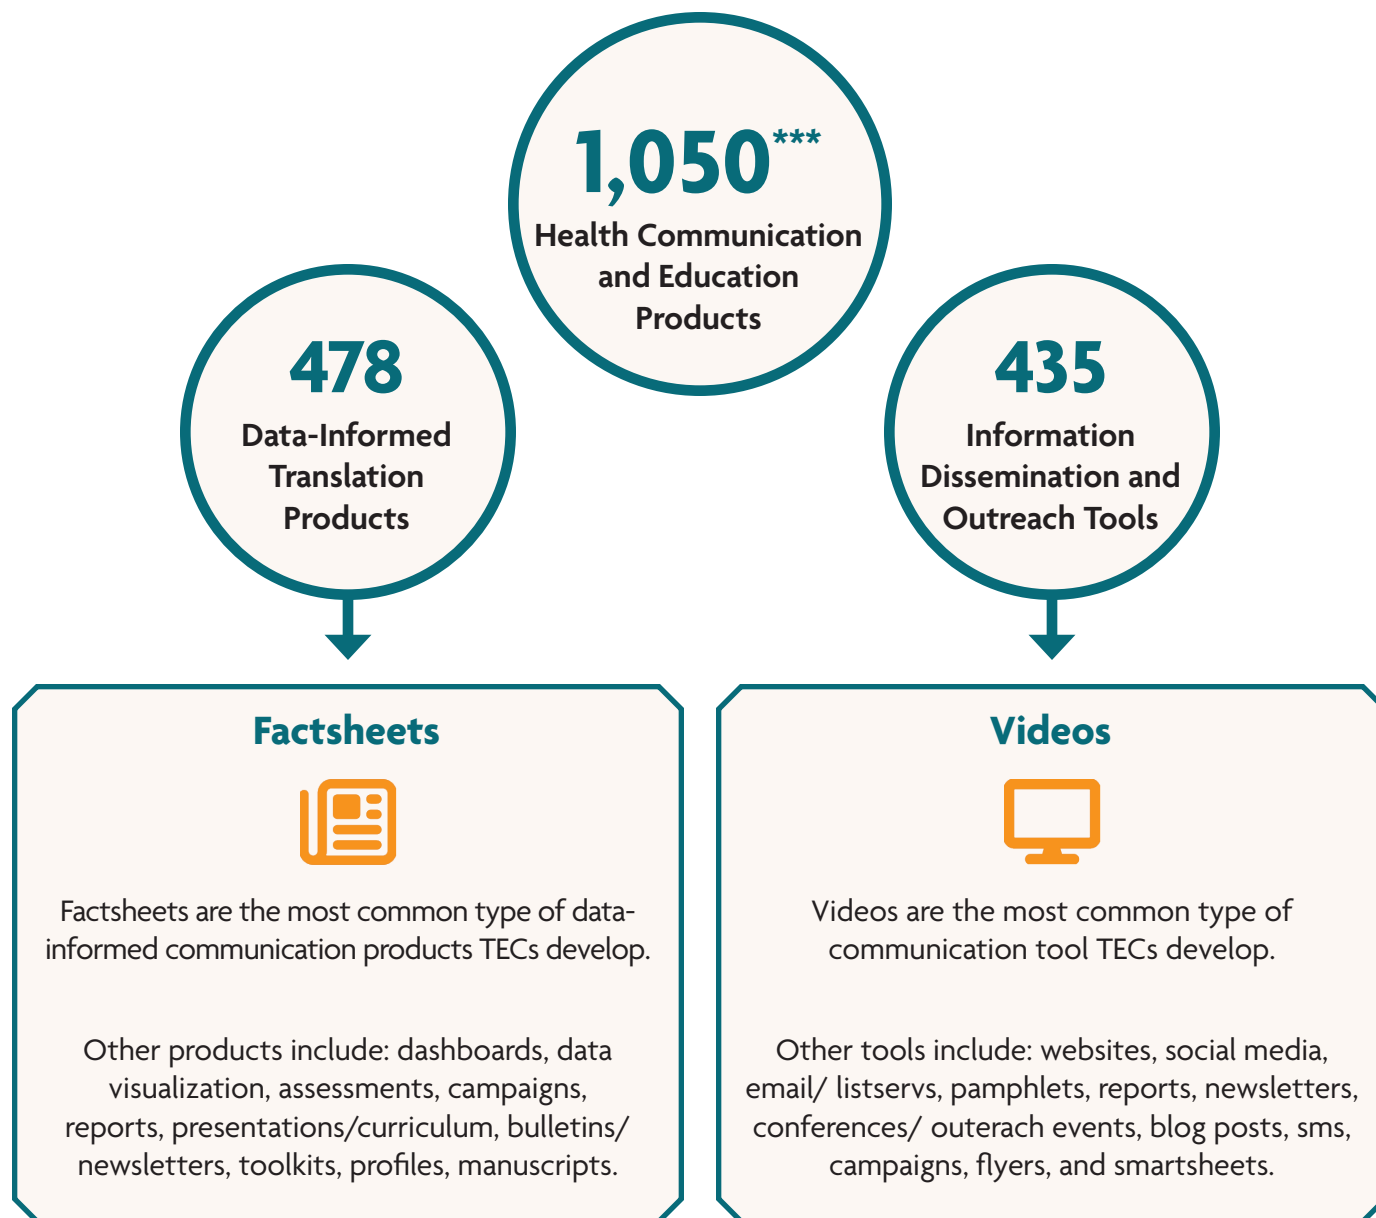 1,050***
Health Communication
and Education
Products
478
Data-Informed
Translation
Products
435
Information
Dissemination and
Outreach Tools
Factsheets
Factsheets are the most common type of data-
informed communication products TECs develop.
Other products include: dashboards, data
visualization, assessments, campaigns,
reports, presentations/curriculum, bulletins/
newsletters, toolkits, profiles, manuscripts.
Videos
Videos are the most common type of
communication tool TECs develop.
Other tools include: websites, social media,
email/ listservs, pamphlets, reports, newsletters,
conferences/ outerach events, blog posts, sms,
campaigns, flyers, and smartsheets.